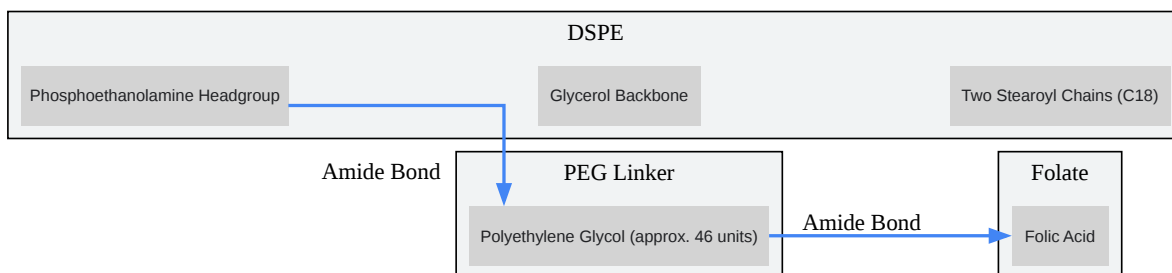 DSPE
Phosphoethanolamine Headgroup
Glycerol Backbone
Two Stearoyl Chains (C18)
Amide Bond
PEG Linker
Folate
Polyethylene Glycol (approx. 46 units)
Amide Bond
Folic Acid